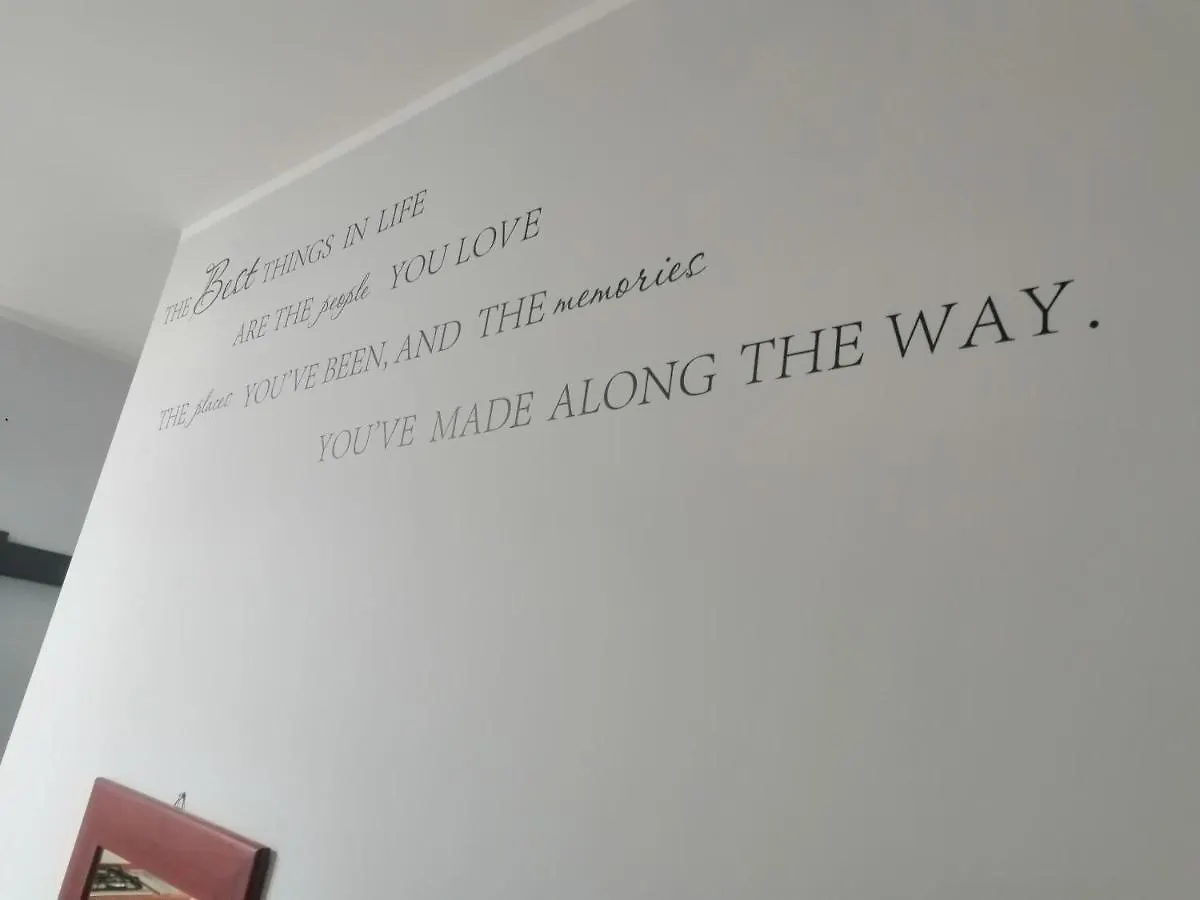 THE Best THINGS IN LIFE
ARE THE people YOU LOVE
THE places YOU'VE BEEN, AND THE memories
YOU'VE MADE ALONG THE WAY.